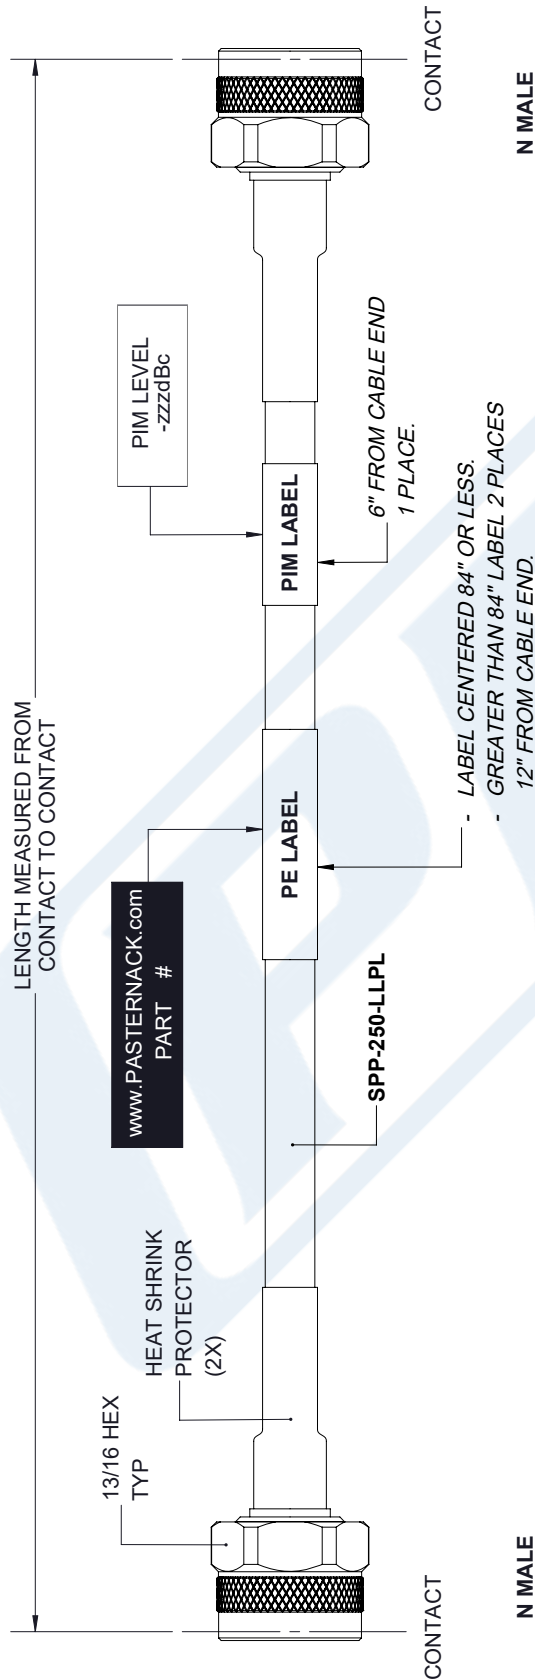 LENGTH MEASURED FROM
CONTACT TO CONTACT
13/16 HEX
TYP
HEAT SHRINK
PROTECTOR
(2X)
www.PASTERNACK.com
PART #
PIM LEVEL
-zzzdBc
PE LABEL
PIM LABEL
SPP-250-LLPL
6" FROM CABLE END
1 PLACE.
- LABEL CENTERED 84" OR LESS.
- GREATER THAN 84" LABEL 2 PLACES
12" FROM CABLE END.
CONTACT
CONTACT
N MALE
N MALE